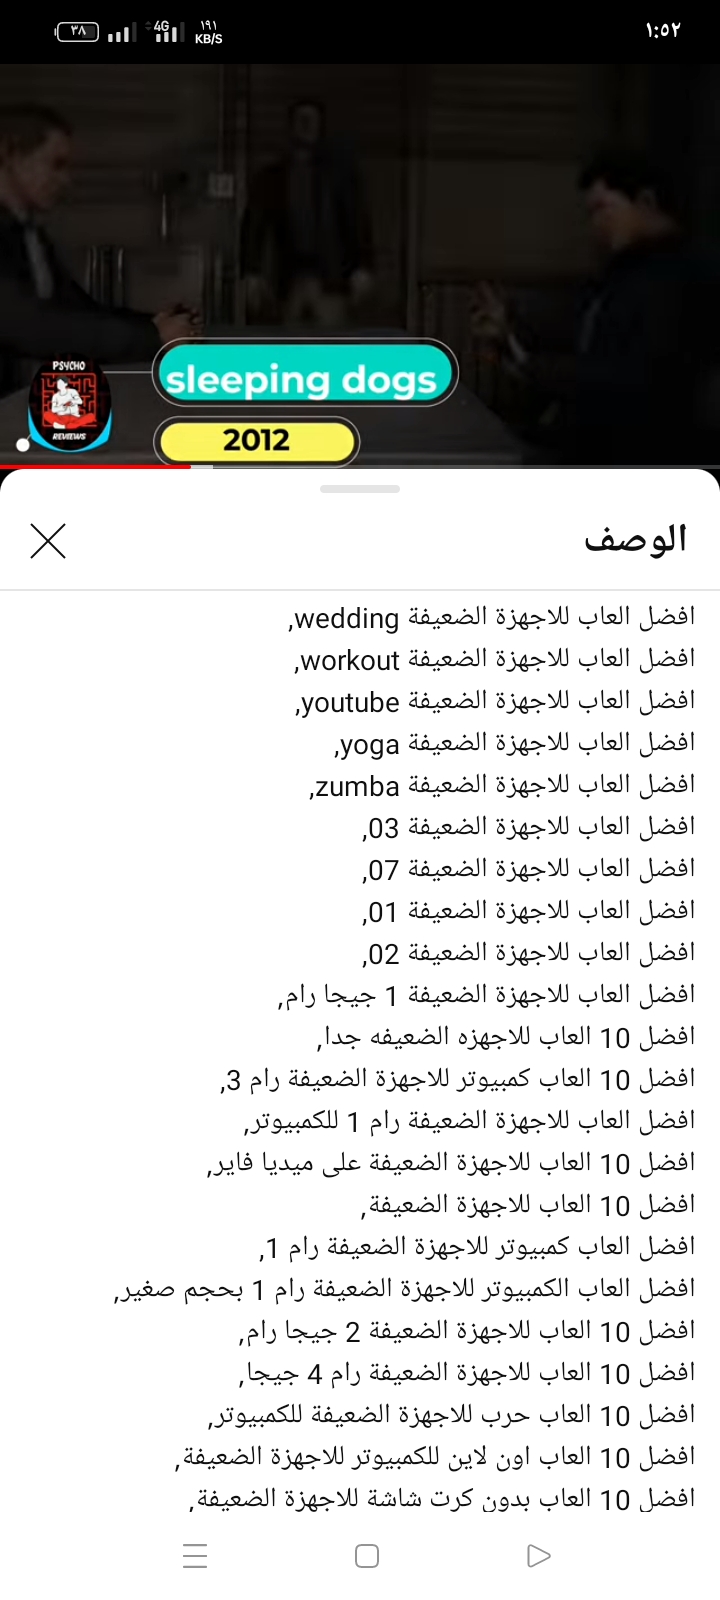 ٣٨
4G
١٩١
KB/S
١:٥٢
PSYCHO
REVIEWS
sleeping dogs
2012
الوصف
افضل العاب للاجهزة الضعيفة wedding,
افضل العاب للاجهزة الضعيفة workout,
افضل العاب للاجهزة الضعيفة youtube,
افضل العاب للاجهزة الضعيفة yoga,
افضل العاب للاجهزة الضعيفة zumba,
افضل العاب للاجهزة الضعيفة 03,
افضل العاب للاجهزة الضعيفة 07,
افضل العاب للاجهزة الضعيفة 01,
افضل العاب للاجهزة الضعيفة 02,
افضل العاب للاجهزة الضعيفة 1 جيجا رام,
افضل 10 العاب للاجهزه الضعيفه جدا,
افضل 10 العاب كمبيوتر للاجهزة الضعيفة رام 3,
افضل العاب للاجهزة الضعيفة رام 1 للكمبيوتر,
افضل 10 العاب للاجهزة الضعيفة على ميديا فاير,
افضل 10 العاب للاجهزة الضعيفة,
افضل العاب كمبيوتر للاجهزة الضعيفة رام 1,
افضل العاب الكمبيوتر للاجهزة الضعيفة رام 1 بحجم صغير,
افضل 10 العاب للاجهزة الضعيفة 2 جيجا رام,
افضل 10 العاب للاجهزة الضعيفة رام 4 جيجا,
افضل 10 العاب حرب للاجهزة الضعيفة للكمبيوتر,
افضل 10 العاب اون لاين للكمبيوتر للاجهزة الضعيفة,
افضل 10 العاب بدون كرت شاشة للاجهزة الضعيفة,